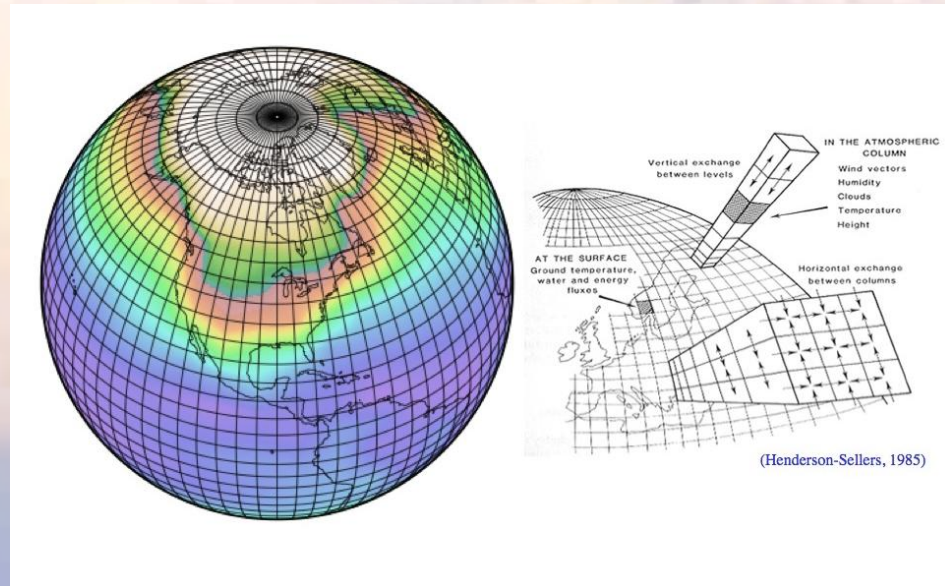 IN THE ATMOSPHERIC
COLUMN
Wind vectors
Humidity
Clouds
Temperature
Height
Vertical exchange
between levels
AT THE SURFACE
Ground temperature,
water and energy
fluxes
Horizontal exchange
between columns
(Henderson-Sellers, 1985)